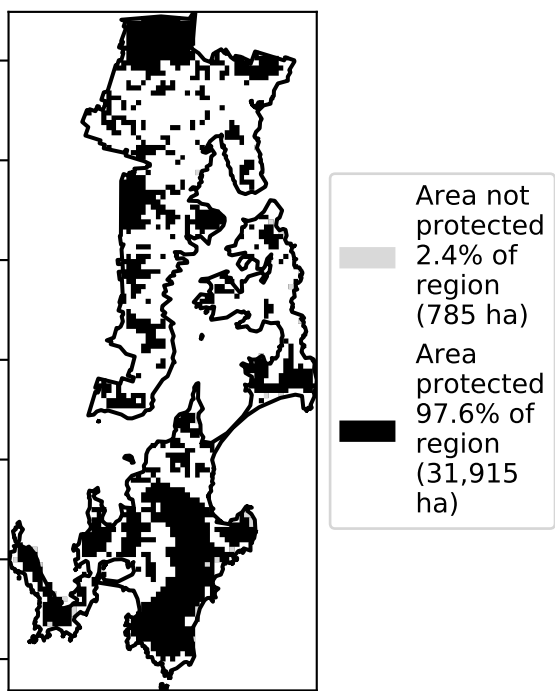 Area not
protected
2.4% of
region
(785 ha)
Area
protected
97.6% of
region
(31,915
ha)